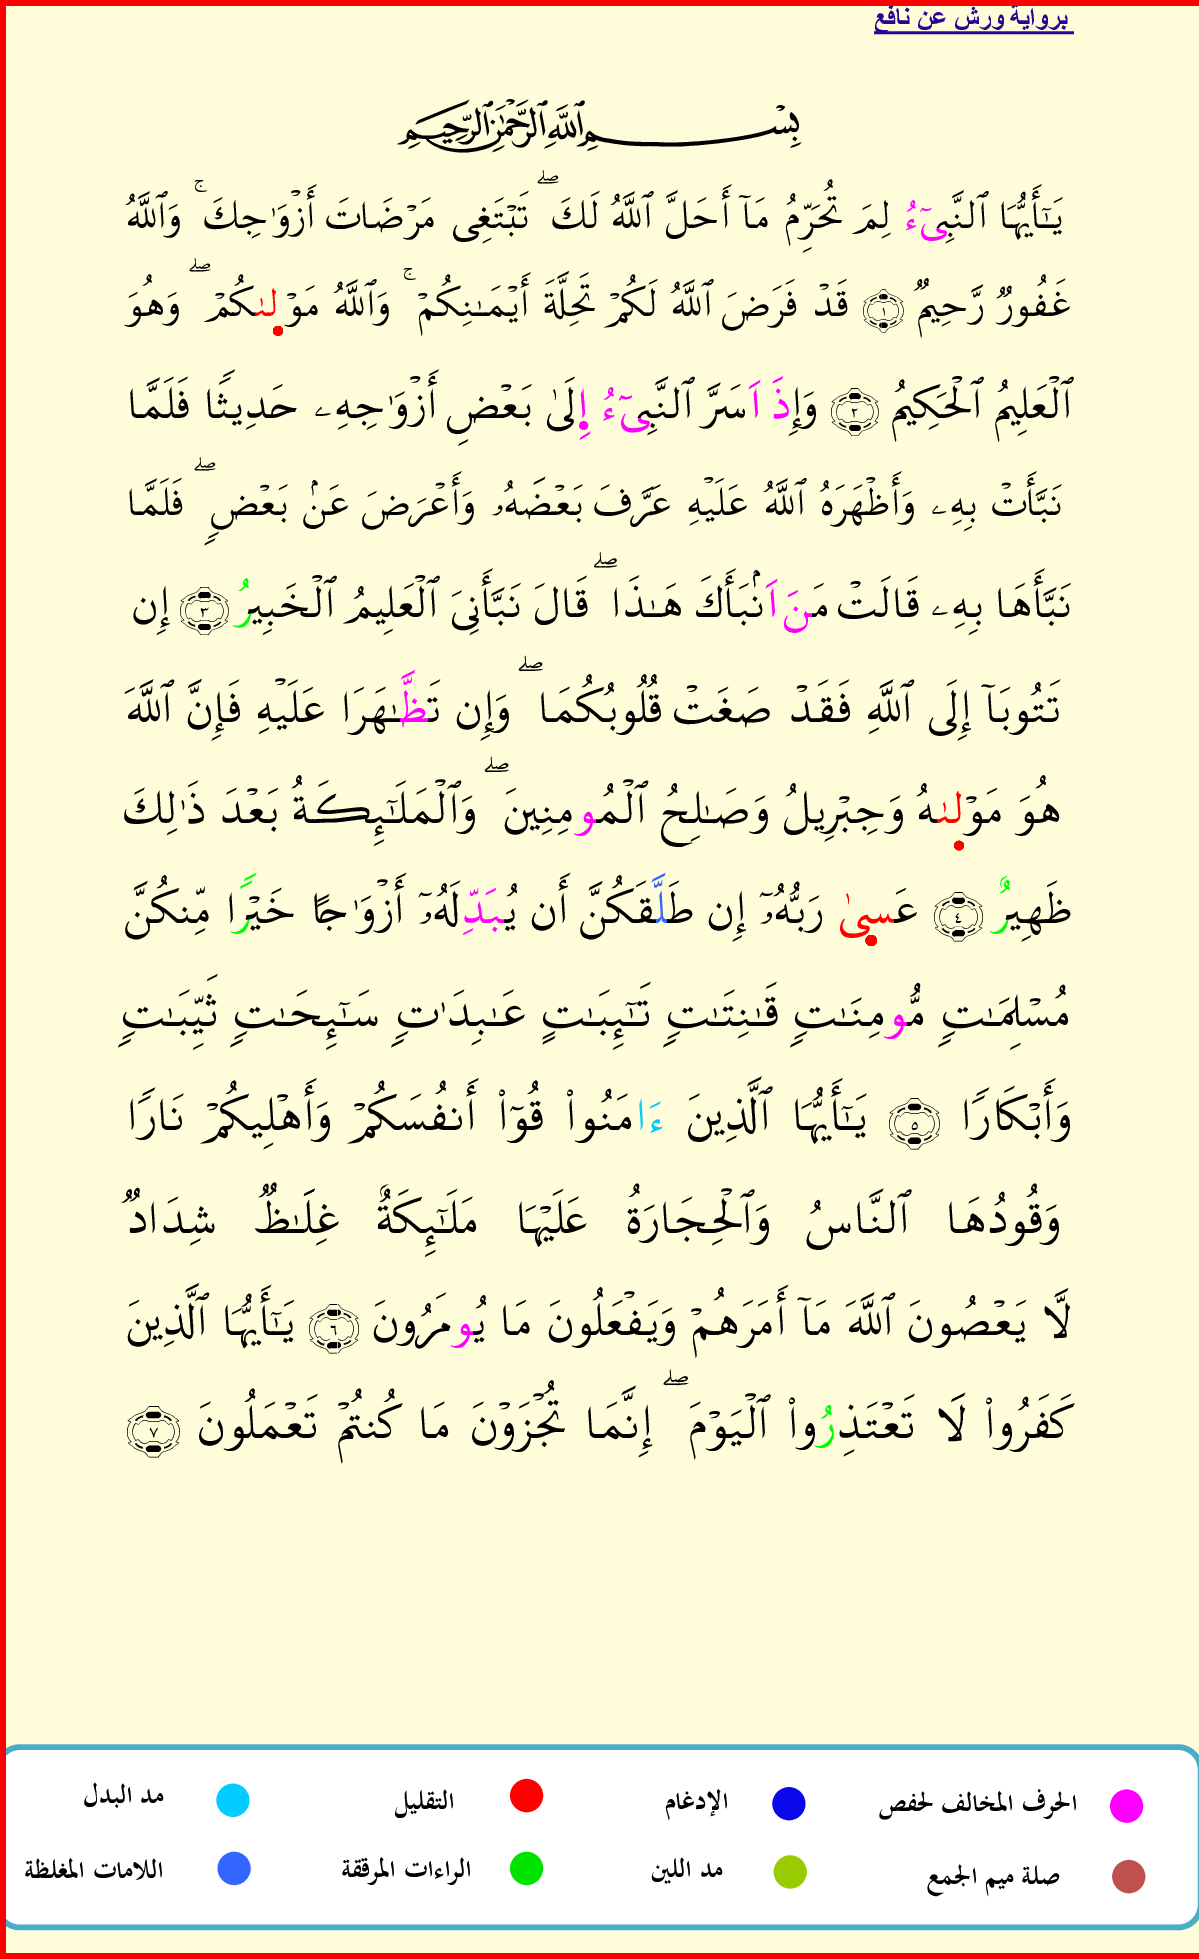 برواية ورش عن نافع
بِسْمِ ٱللَّهِ ٱلرَّحْمَٰنِ ٱلرَّحِيمِ
يَٰٓأَيُّهَا ٱلنَّبِىٓءُ لِمَ تُحَرِّمُ مَآ أَحَلَّ ٱللَّهُ لَكَ ۖ تَبْتَغِى مَرْضَاتَ أَزْوَٰجِكَ ۚ وَٱللَّهُ
غَفُورٌ رَّحِيمٌ ١ قَدْ فَرَضَ ٱللَّهُ لَكُمْ تَحِلَّةَ أَيْمَٰنِكُمْ ۚ وَٱللَّهُ مَوْلَىٰكُمْ ۖ وَهُوَ
ٱلْعَلِيمُ ٱلْحَكِيمُ ٢ وَإِذَ اَسَرَّ ٱلنَّبِىٓءُ إِلَىٰ بَعْضِ أَزْوَٰجِهِۦ حَدِيثًا فَلَمَّا
نَبَّأَتْ بِهِۦ وَأَظْهَرَهُ ٱللَّهُ عَلَيْهِ عَرَّفَ بَعْضَهُۥ وَأَعْرَضَ عَنۢ بَعْضٍ ۖ فَلَمَّا
نَبَّأَهَا بِهِۦ قَالَتْ مَنَ اَنۢبَأَكَ هَٰذَا ۖ قَالَ نَبَّأَنِىَ ٱلْعَلِيمُ ٱلْخَبِيرُ ٣ إِن
تَتُوبَآ إِلَى ٱللَّهِ فَقَدْ صَغَتْ قُلُوبُكُمَا ۖ وَإِن تَظَّٰهَرَا عَلَيْهِ فَإِنَّ ٱللَّهَ
هُوَ مَوْلَىٰهُ وَجِبْرِيلُ وَصَٰلِحُ ٱلْمُومِنِينَ ۖ وَٱلْمَلَٰٓئِكَةُ بَعْدَ ذَٰلِكَ
ظَهِيرٌ ٤ عَسىٰ رَبُّهُۥٓ إِن طَلَّقَكُنَّ أَن يُبَدِّلَهُۥٓ أَزْوَٰجًا خَيْرًا مِّنكُنَّ
مُسْلِمَٰتٍ مُّومِنَٰتٍ قَٰنِتَٰتٍ تَٰٓئِبَٰتٍ عَٰبِدَٰتٍ سَٰٓئِحَٰتٍ ثَيِّبَٰتٍ
وَأَبْكَارًا ٥ يَٰٓأَيُّهَا ٱلَّذِينَ ءَامَنُوا۟ قُوٓا۟ أَنفُسَكُمْ وَأَهْلِيكُمْ نَارًا
وَقُودُهَا ٱلنَّاسُ وَٱلْحِجَارَةُ عَلَيْهَا مَلَٰٓئِكَةٌ غِلَٰظٌ شِدَادٌ
لَّا يَعْصُونَ ٱللَّهَ مَآ أَمَرَهُمْ وَيَفْعَلُونَ مَا يُومَرُونَ ٦ يَٰٓأَيُّهَا ٱلَّذِينَ
كَفَرُوا۟ لَا تَعْتَذِرُوا۟ ٱلْيَوْمَ ۖ إِنَّمَا تُجْزَوْنَ مَا كُنتُمْ تَعْمَلُونَ ٧
الحرف المخالف لحفص الإدغام التقليل مد البدل
صلة ميم الجمع مد اللين الراءات المرققة اللامات المغلظة